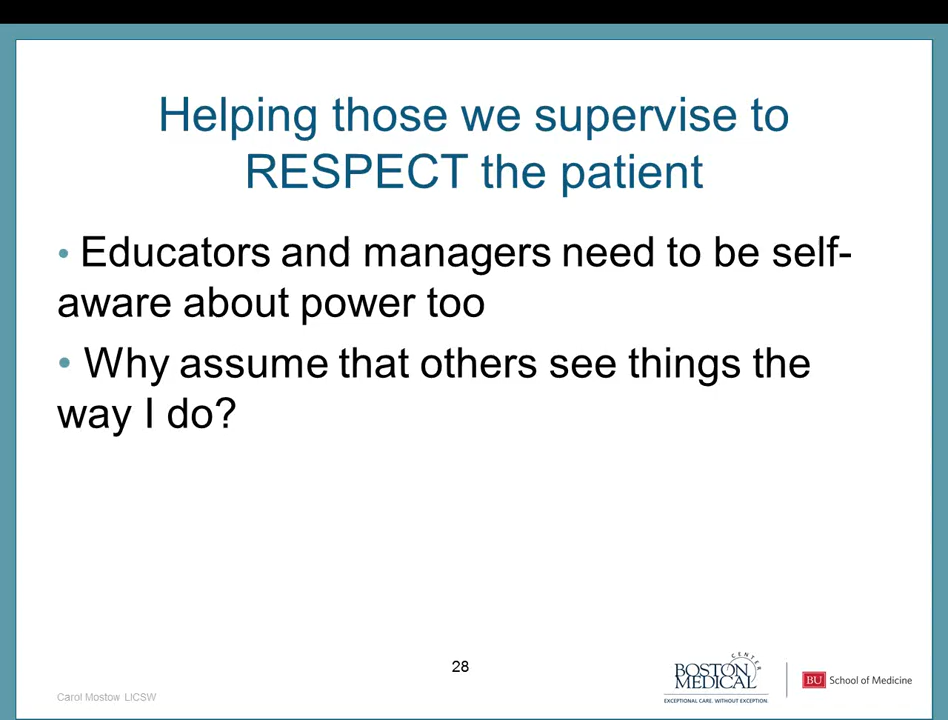 Helping those we supervise to
RESPECT the patient
• Educators and managers need to be self-
aware about power too
• Why assume that others see things the
way I do?
28
Carol Mostow LICSW
BOSTON
MEDICAL
CENTER
EXCEPTIONAL CARE. WITHOUT EXCEPTION
BU School of Medicine